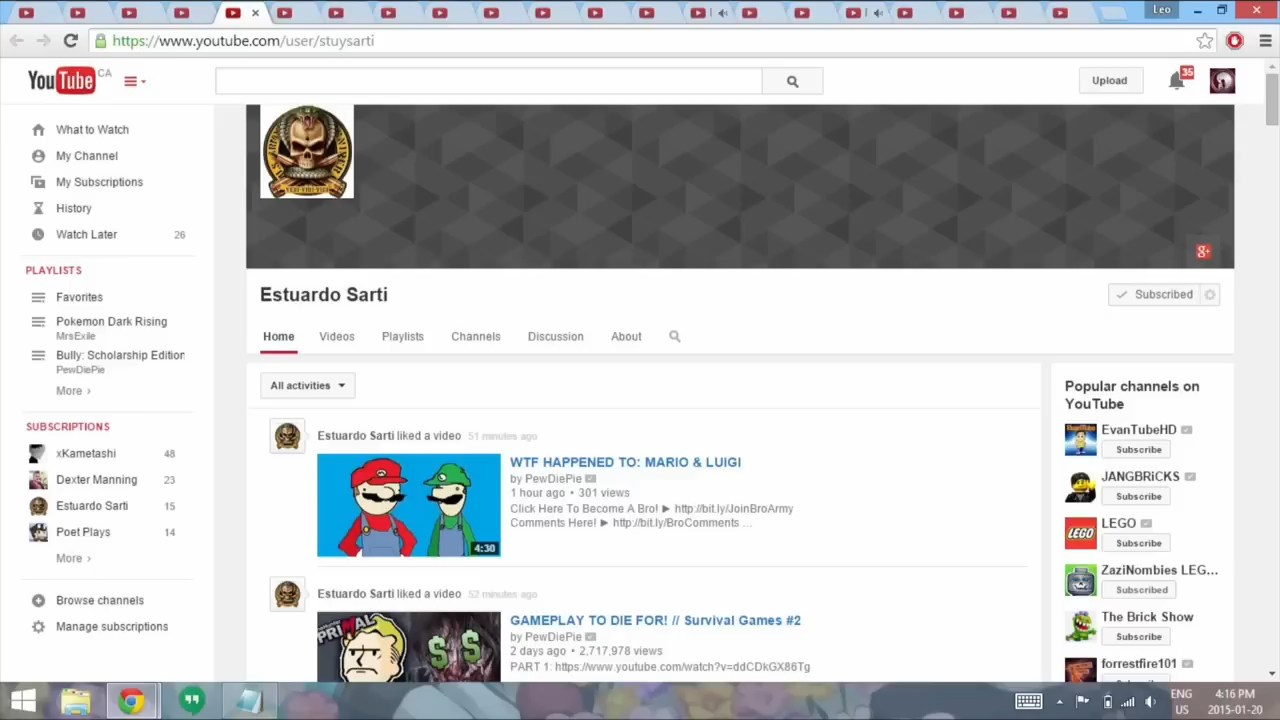 Leo
https://www.youtube.com/user/stuysarti
YouTube CA
Upload
35
What to Watch
My Channel
My Subscriptions
History
Watch Later 26
PLAYLISTS
Favorites
Pokemon Dark Rising
MrsExile
Bully: Scholarship Edition
PewDiePie
More ›
SUBSCRIPTIONS
xKametashi 48
Dexter Manning 23
Estuardo Sarti 15
Poet Plays 14
More ›
Browse channels
Manage subscriptions
g+
Estuardo Sarti
Subscribed
Home Videos Playlists Channels Discussion About
All activities
Estuardo Sarti liked a video 51 minutes ago
WTF HAPPENED TO: MARIO & LUIGI
by PewDiePie
1 hour ago • 301 views
Click Here To Become A Bro! ► http://bit.ly/JoinBroArmy
Comments Here! ► http://bit.ly/BroComments ...
4:30
Estuardo Sarti liked a video 52 minutes ago
PRIMAL
$ $
GAMEPLAY TO DIE FOR! // Survival Games #2
by PewDiePie
2 days ago • 2,717,978 views
PART 1: https://www.youtube.com/watch?v=ddCDkGX86Tg
Popular channels on
YouTube
EvanTubeHD
Subscribe
JANGBRiCKS
Subscribe
LEGO
LEGO
Subscribe
ZaziNombies LEG...
Subscribed
The Brick Show
Subscribe
forrestfire101
ENG
US
4:16 PM
2015-01-20